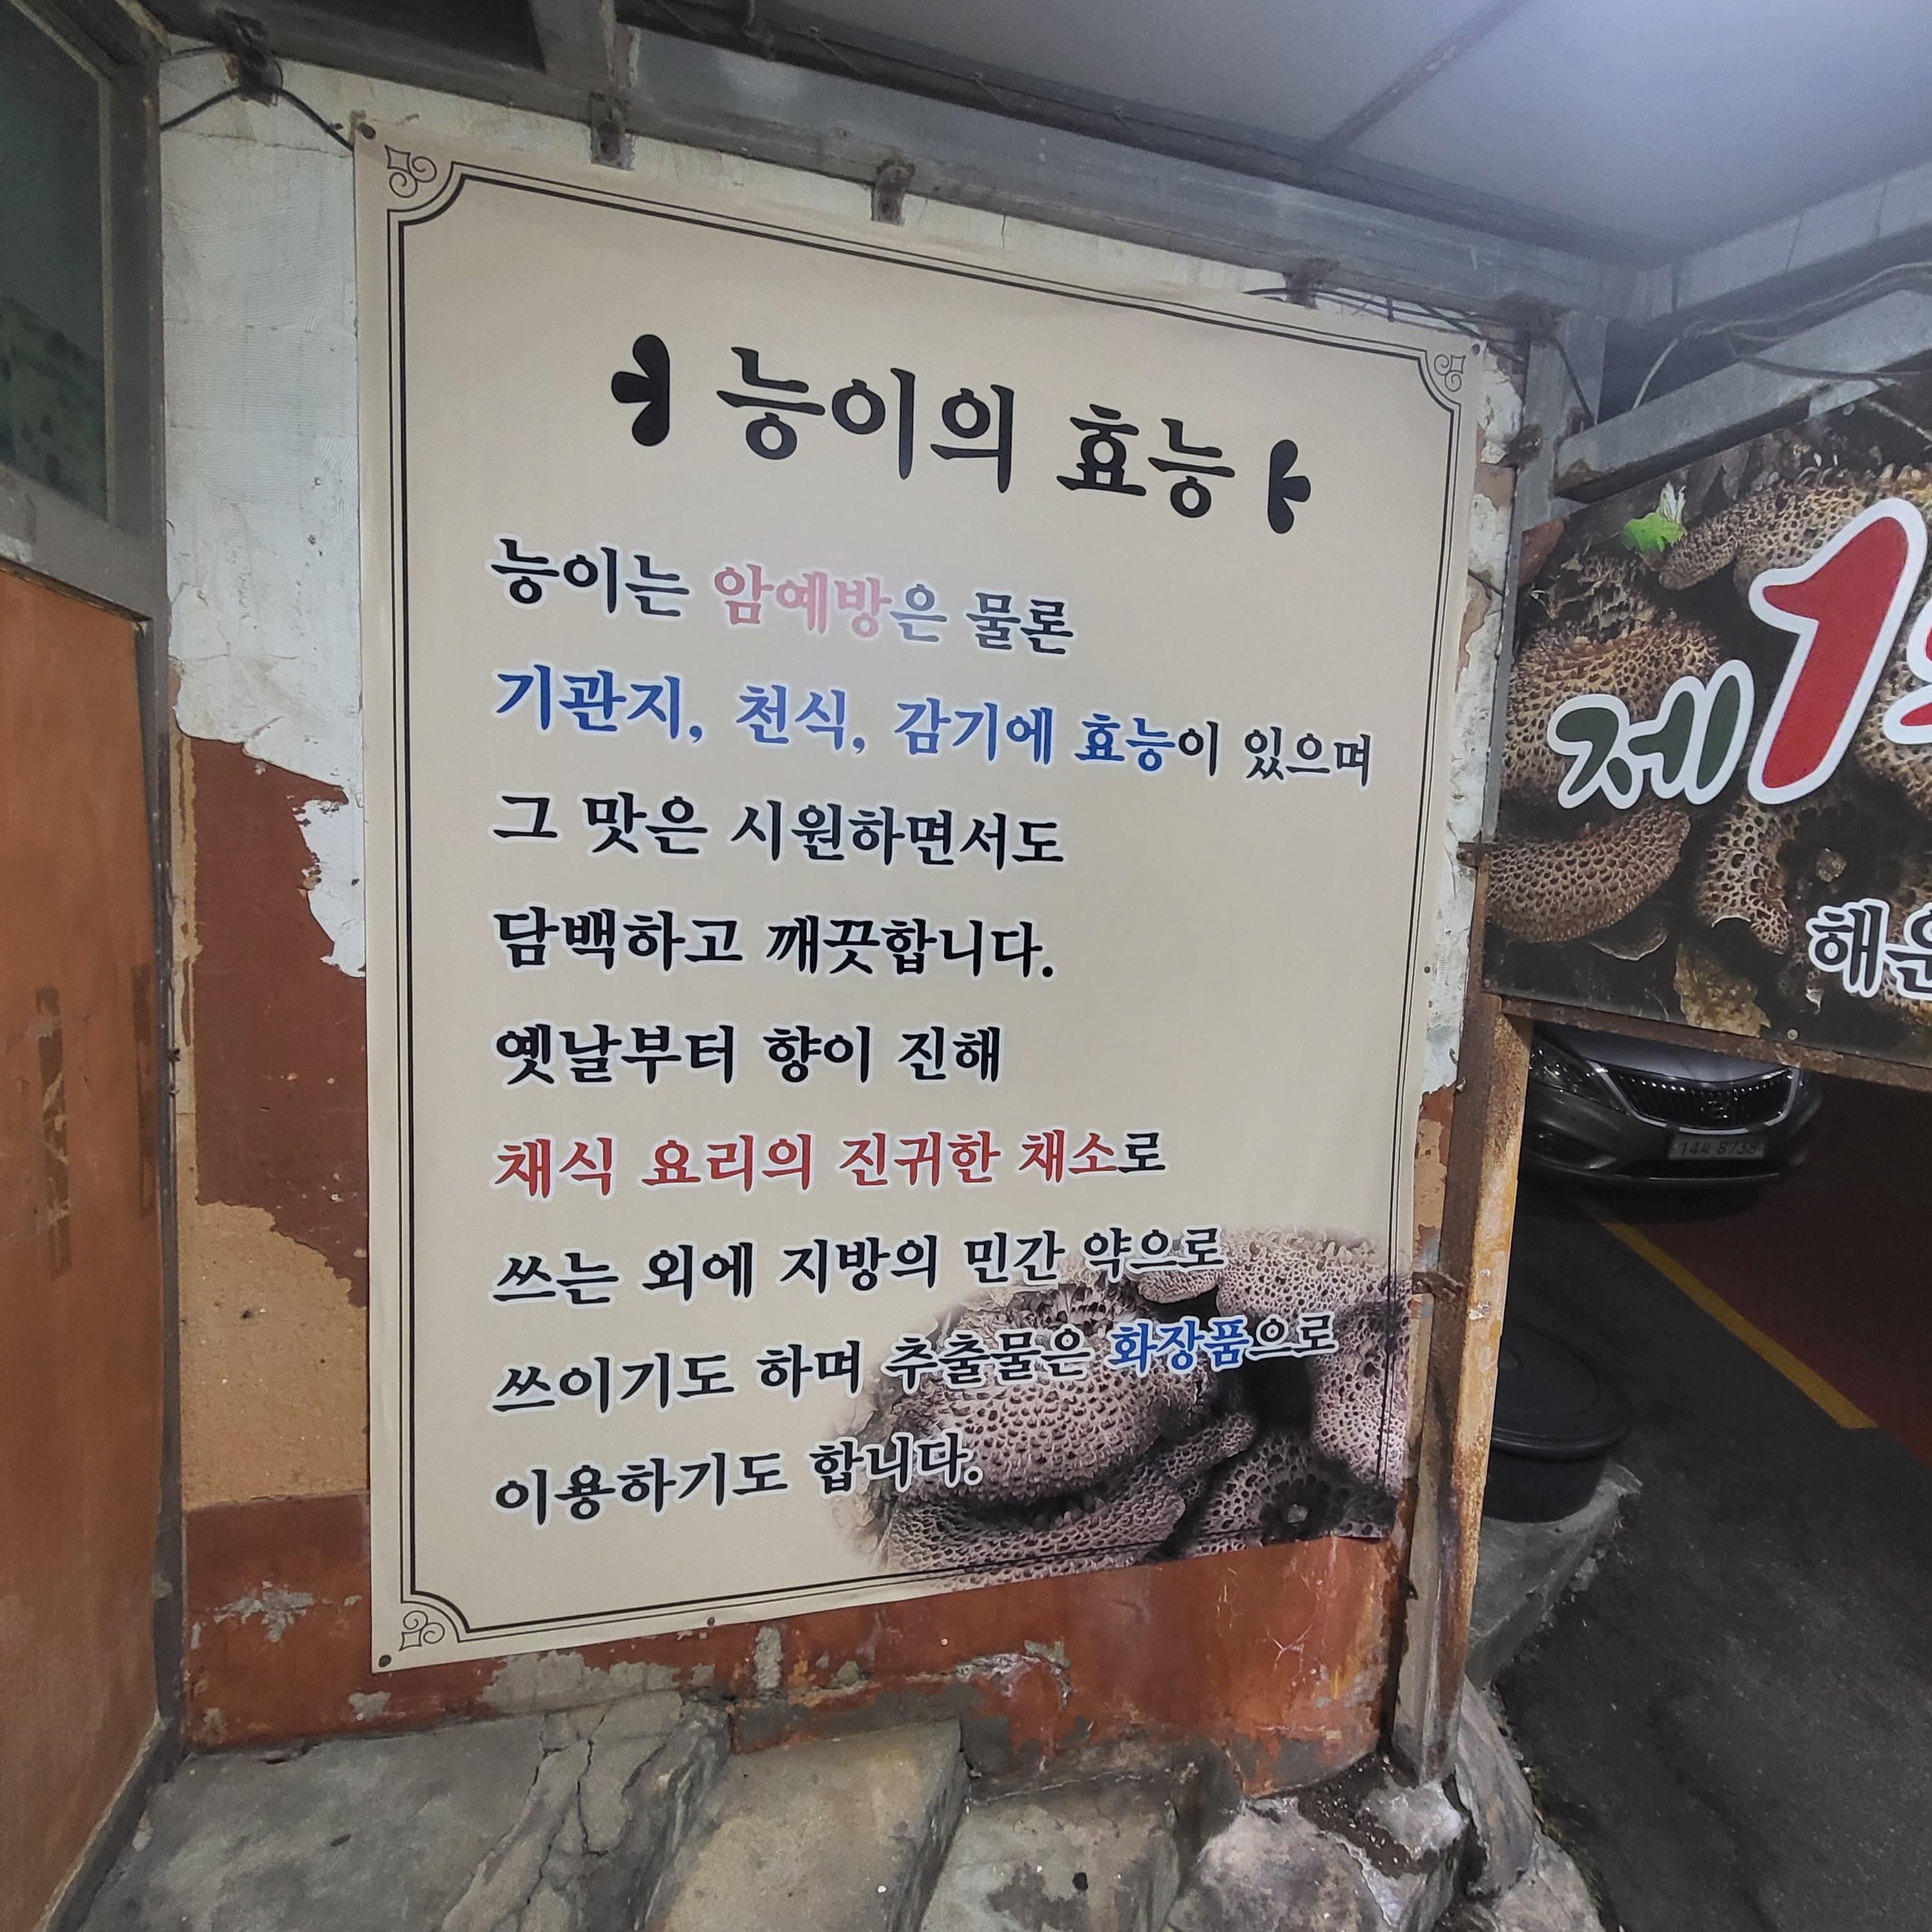 능이의 효능
능이는 암예방은 물론
기관지, 천식, 감기에 효능이 있으며
그 맛은 시원하면서도
담백하고 깨끗합니다.
옛날부터 향이 진해
채식 요리의 진귀한 채소로
쓰는 외에 지방의 민간 약으로
쓰이기도 하며 추출물은 화장품으로
이용하기도 합니다.
제1
해운